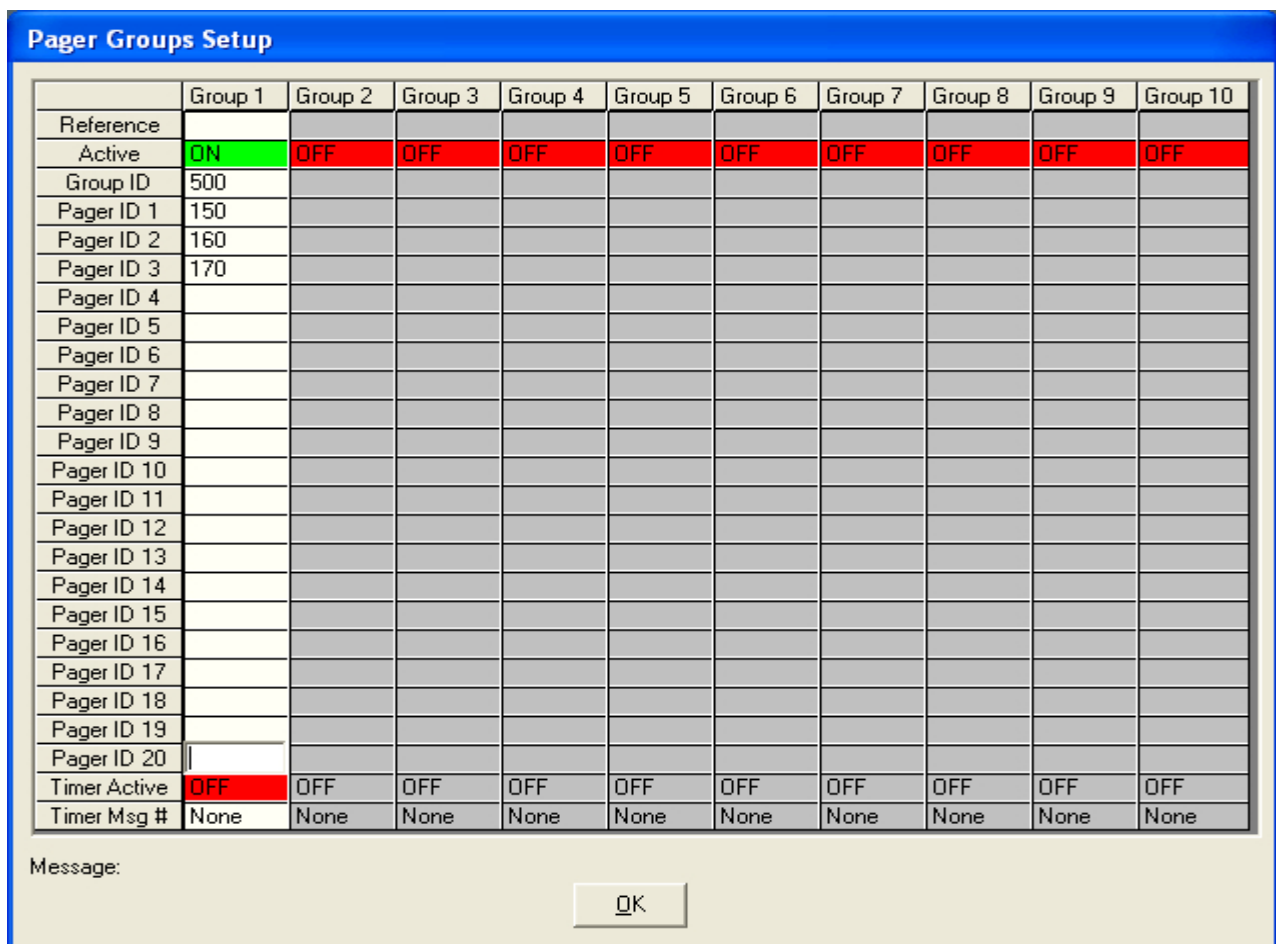 Pager Groups Setup
Group 1 Group 2 Group 3 Group 4 Group 5 Group 6 Group 7 Group 8 Group 9 Group 10
Reference
Active ON OFF OFF OFF OFF OFF OFF OFF OFF OFF
Group ID 500
Pager ID 1 150
Pager ID 2 160
Pager ID 3 170
Pager ID 4
Pager ID 5
Pager ID 6
Pager ID 7
Pager ID 8
Pager ID 9
Pager ID 10
Pager ID 11
Pager ID 12
Pager ID 13
Pager ID 14
Pager ID 15
Pager ID 16
Pager ID 17
Pager ID 18
Pager ID 19
Pager ID 20
Timer Active OFF OFF OFF OFF OFF OFF OFF OFF OFF OFF
Timer Msg # None None None None None None None None None None
Message:
OK